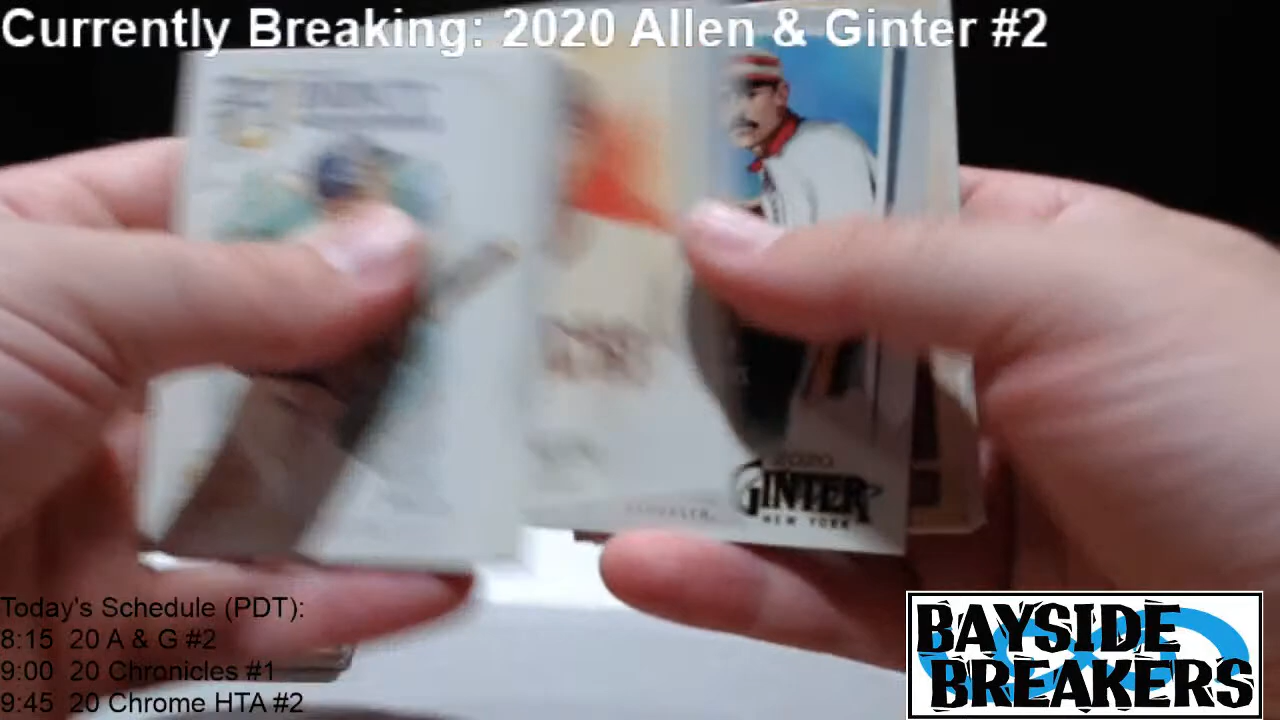 Currently Breaking: 2020 Allen & Ginter #2
2020
GINTER
NEW YORK
Today's Schedule (PDT):
8:15 20 A & G #2
9:00 20 Chronicles #1
9:45 20 Chrome HTA #2
BAYSIDE
BREAKERS